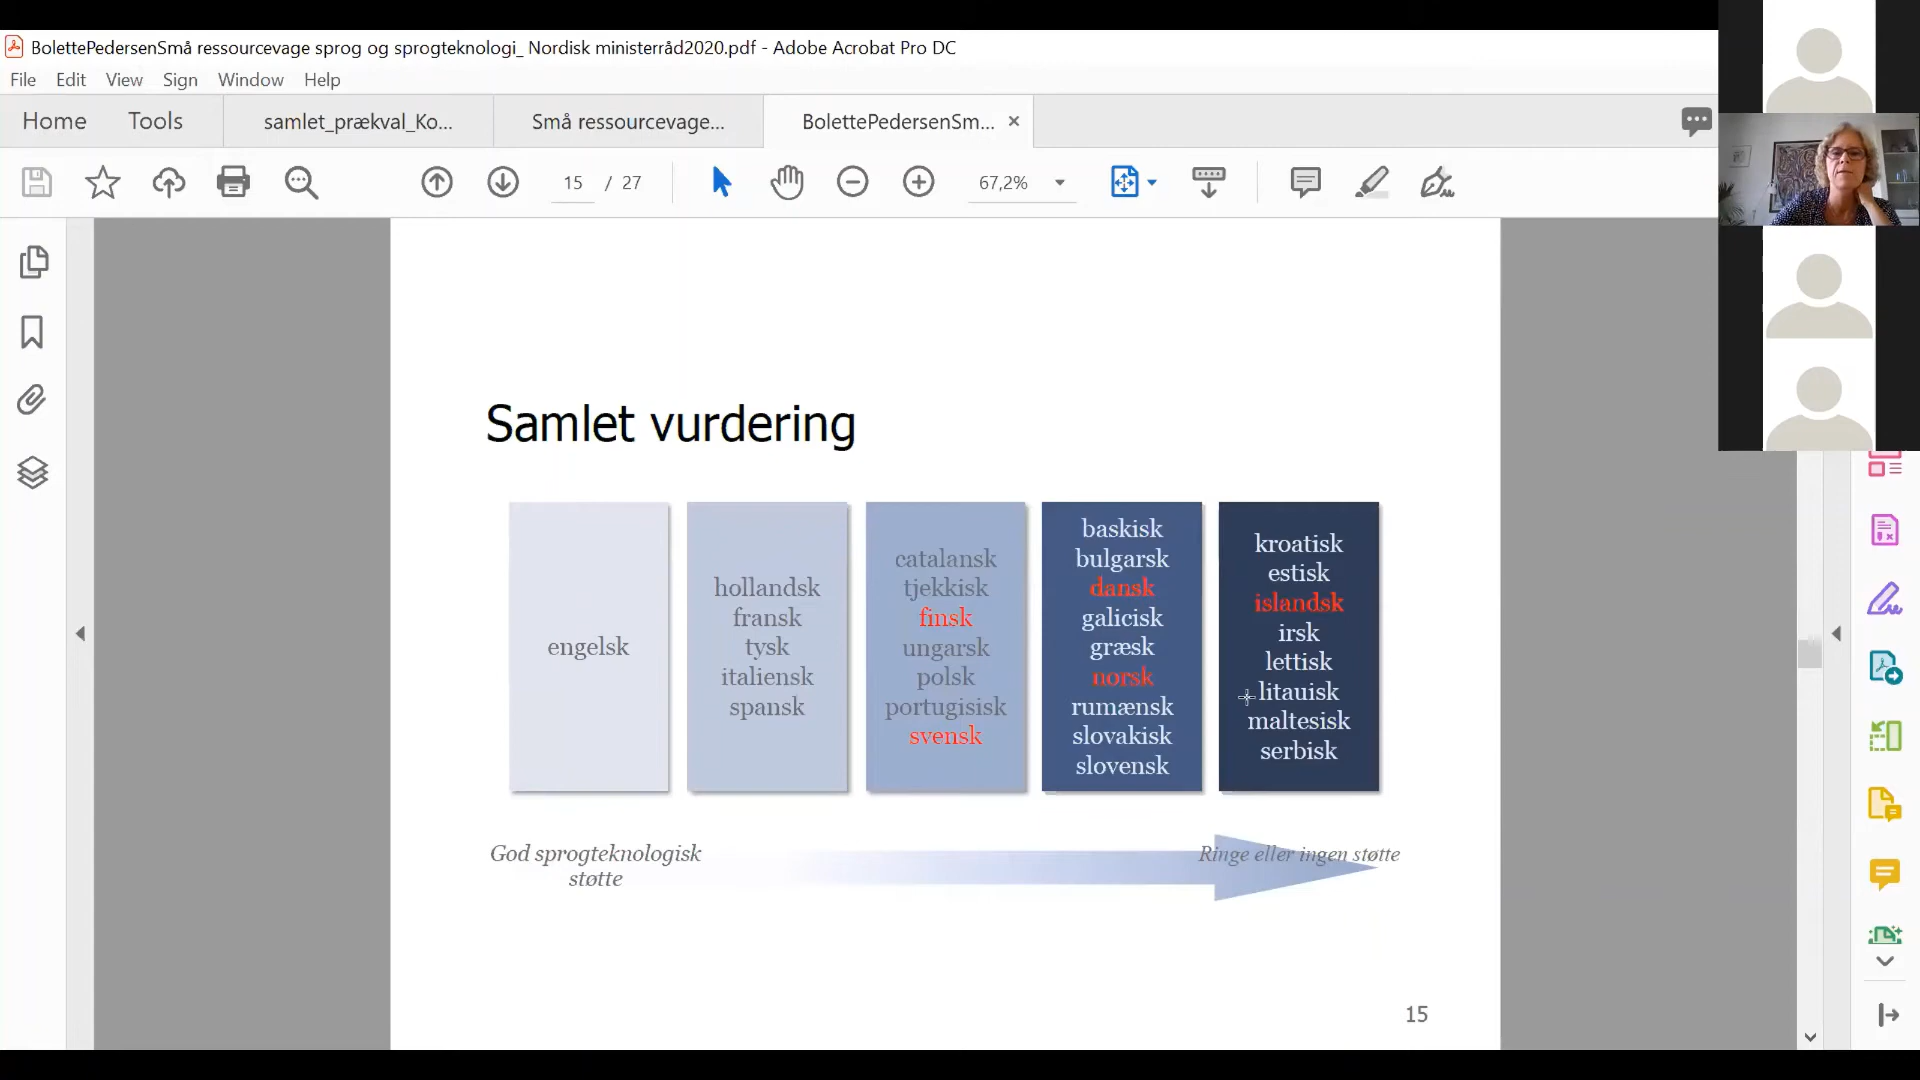 BolettePedersenSmå ressourcevage sprog og sprogteknologi_ Nordisk ministerråd2020.pdf - Adobe Acrobat Pro DC
File Edit View Sign Window Help
Home Tools samlet_prækval_Ko... Små ressourcevage... BolettePedersenSm... ×
15 / 27 67,2%
Samlet vurdering
engelsk
hollandsk
fransk
tysk
italiensk
spansk
catalansk
tjekkisk
finsk
ungarsk
polsk
portugisisk
svensk
baskisk
bulgarsk
dansk
galicisk
græsk
norsk
rumænsk
slovakisk
slovensk
kroatisk
estisk
islandsk
irsk
lettisk
litauisk
maltesisk
serbisk
God sprogteknologisk
støtte
Ringe eller ingen støtte
15